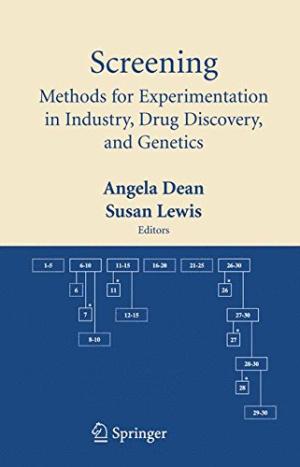 Screening
Methods for Experimentation
in Industry, Drug Discovery,
and Genetics
Angela Dean
Susan Lewis
Editors
1-5 6-10 11-15 16-20 21-25 26-30
6 * 11 * 26
* 7 12-15 27-30
8-10 * 27
28-30
* 28
29-30
Springer